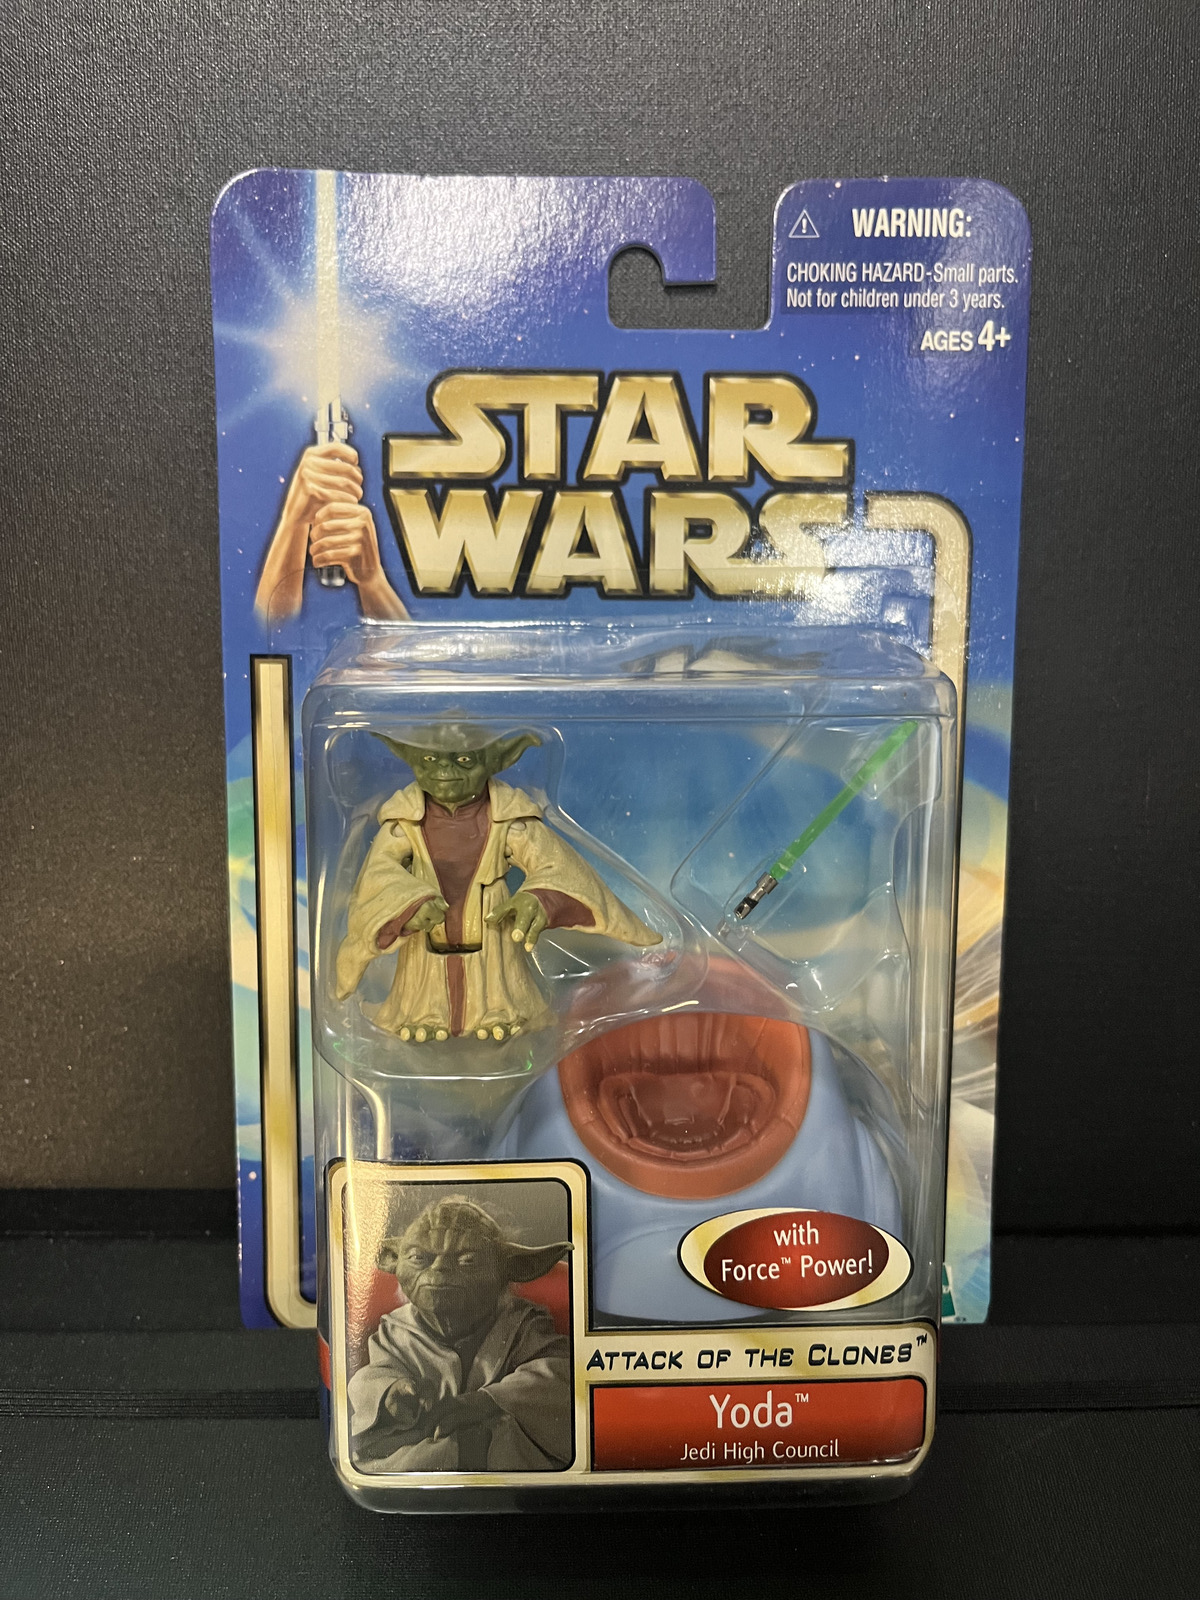 WARNING:
CHOKING HAZARD-Small parts.
Not for children under 3 years.
AGES 4+
STAR
WARS
with
Force™ Power!
ATTACK OF THE CLONES™
Yoda™
Jedi High Council